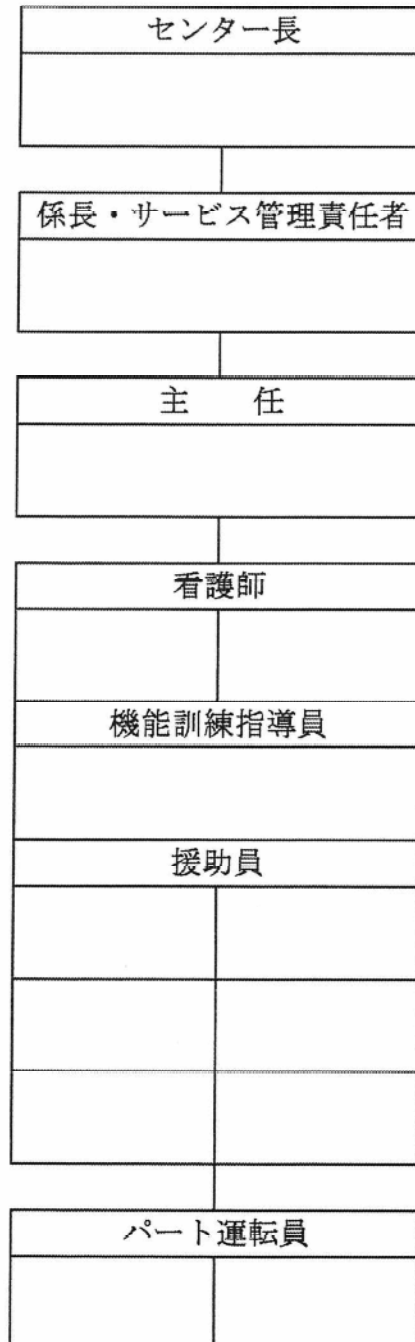 センター長
係長・サービス管理責任者
主　任
看護師
機能訓練指導員
援助員
パート運転員